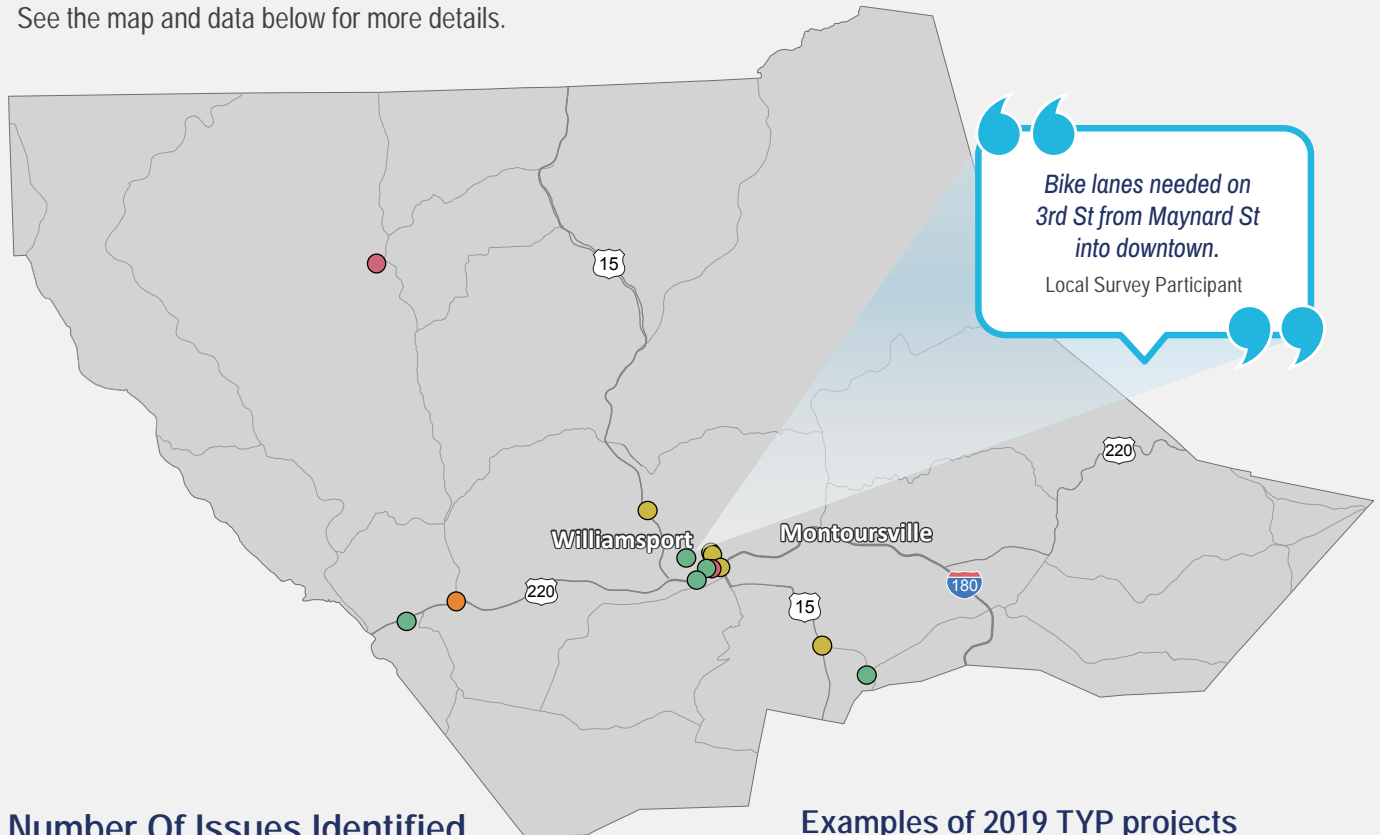 See the map and data below for more details.
Bike lanes needed on
3rd St from Maynard St
into downtown.
Local Survey Participant
15
220
Williamsport
Montoursville
180
220
15
Number Of Issues Identified
Examples of 2019 TYP projects